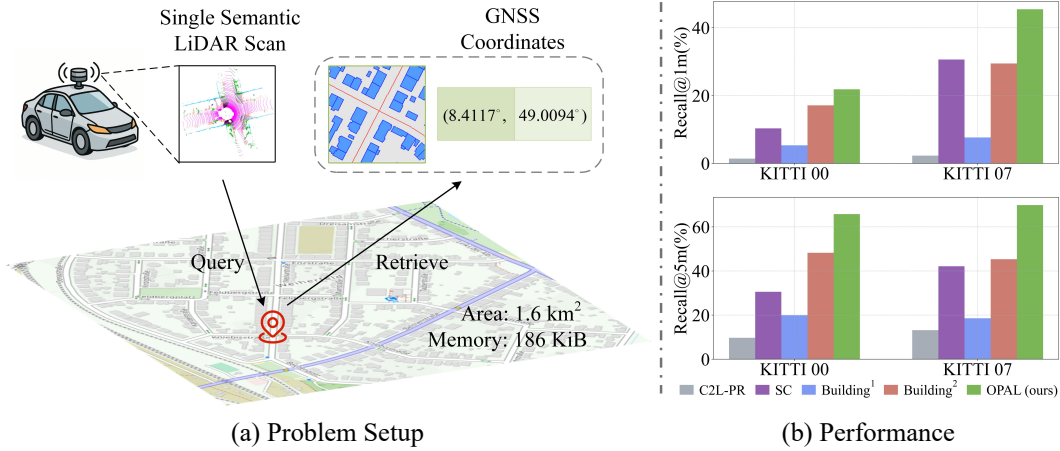 Single Semantic
LiDAR Scan
GNSS
Coordinates
(8.4117°, 49.0094°)
Query
Retrieve
Area: 1.6 km²
Memory: 186 KiB
(a) Problem Setup
Recall@1m(%)
40
20
0
KITTI 00
KITTI 07
Recall@5m(%)
60
40
20
0
KITTI 00
KITTI 07
C2L-PR
SC
Building¹
Building²
OPAL (ours)
(b) Performance